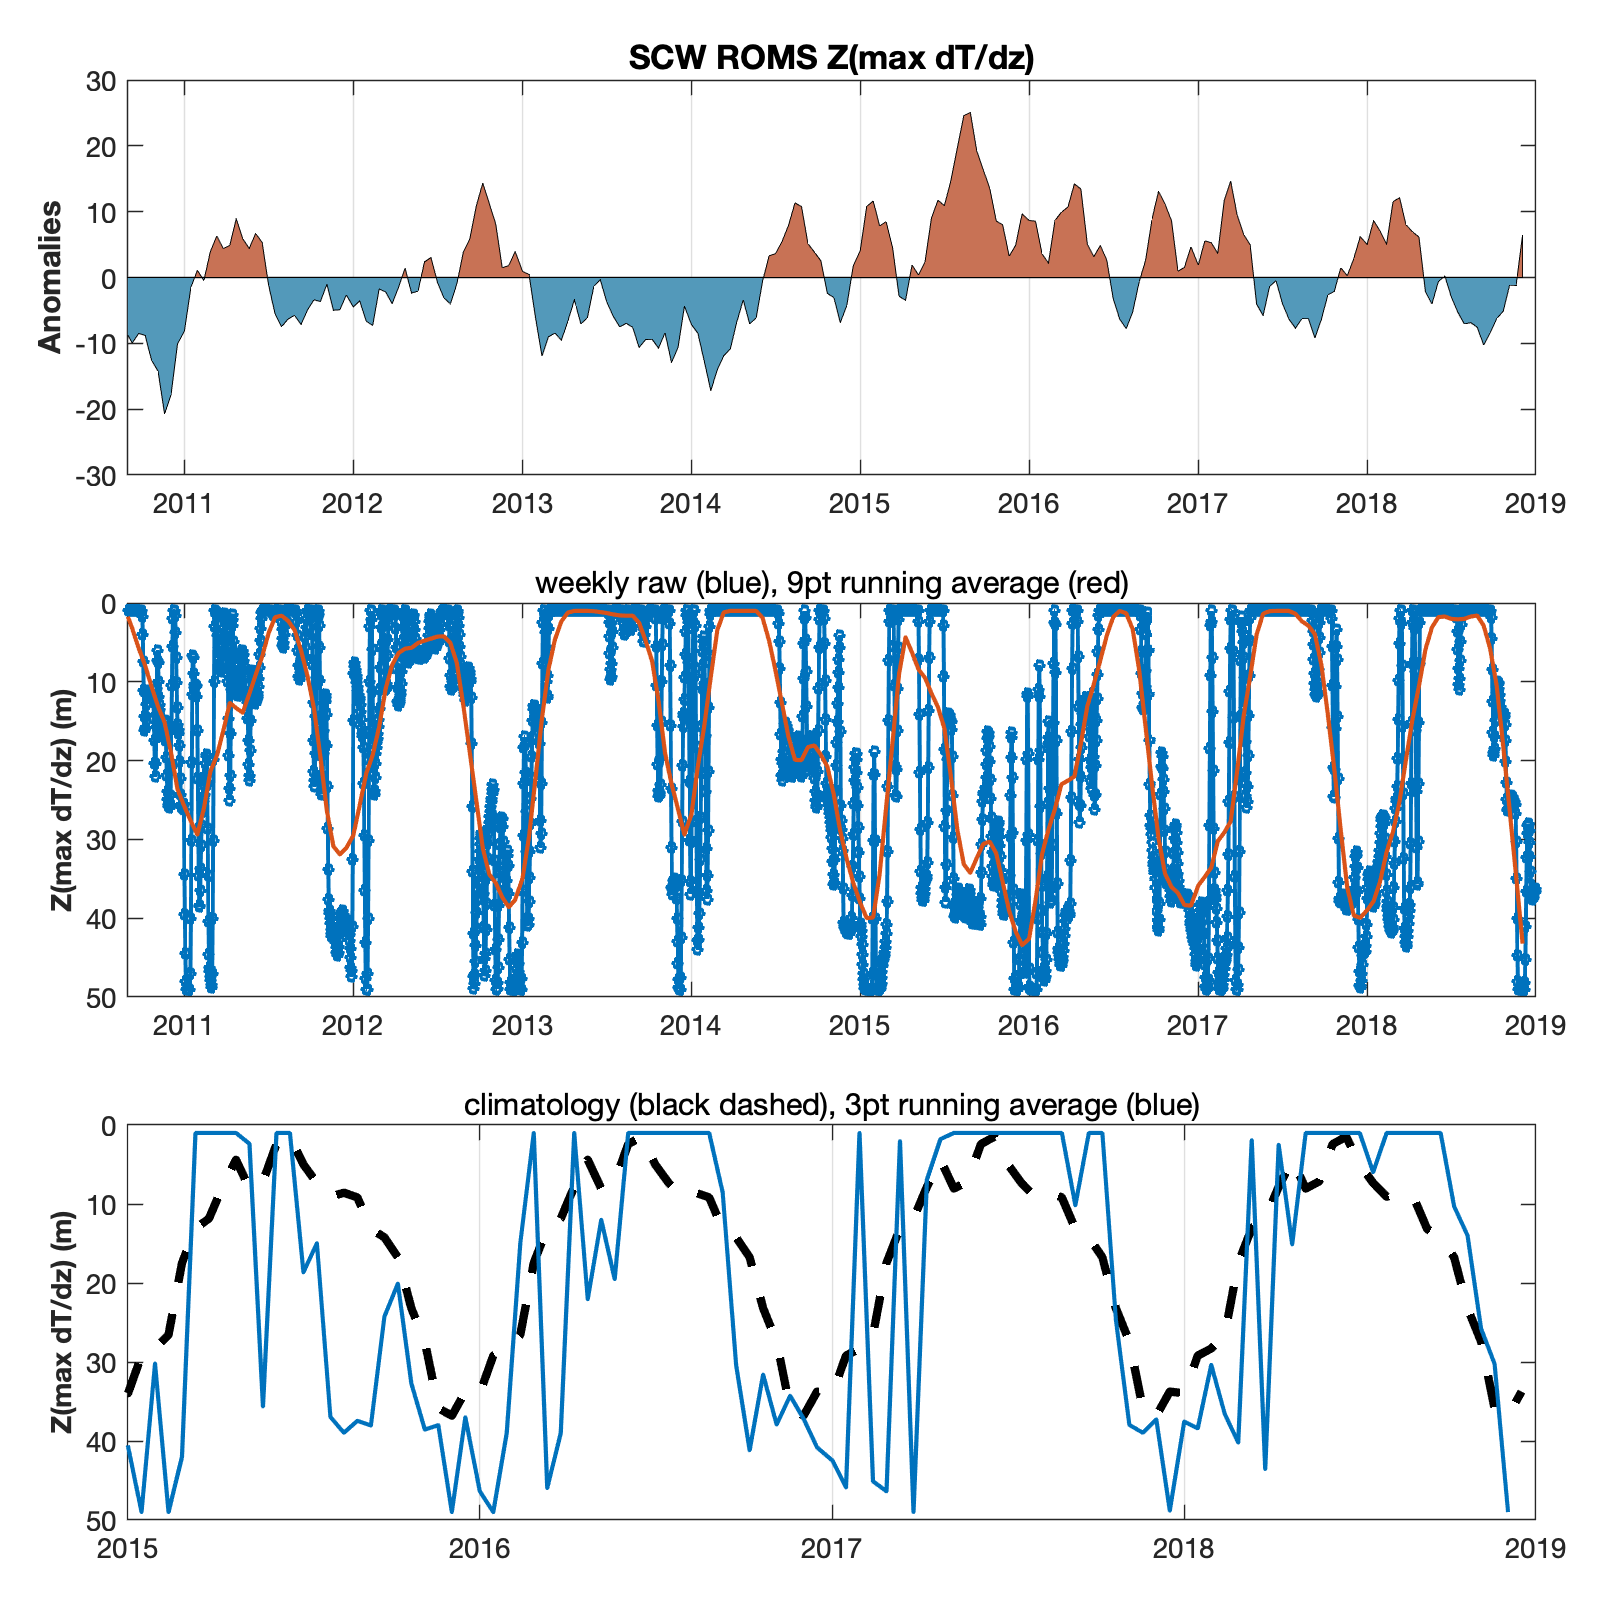 SCW ROMS Z(max dT/dz)
Anomalies
30
20
10
0
-10
-20
-30
2011 2012 2013 2014 2015 2016 2017 2018 2019
weekly raw (blue), 9pt running average (red)
Z(max dT/dz) (m)
0
10
20
30
40
50
2011 2012 2013 2014 2015 2016 2017 2018 2019
climatology (black dashed), 3pt running average (blue)
Z(max dT/dz) (m)
0
10
20
30
40
50
2015 2016 2017 2018 2019